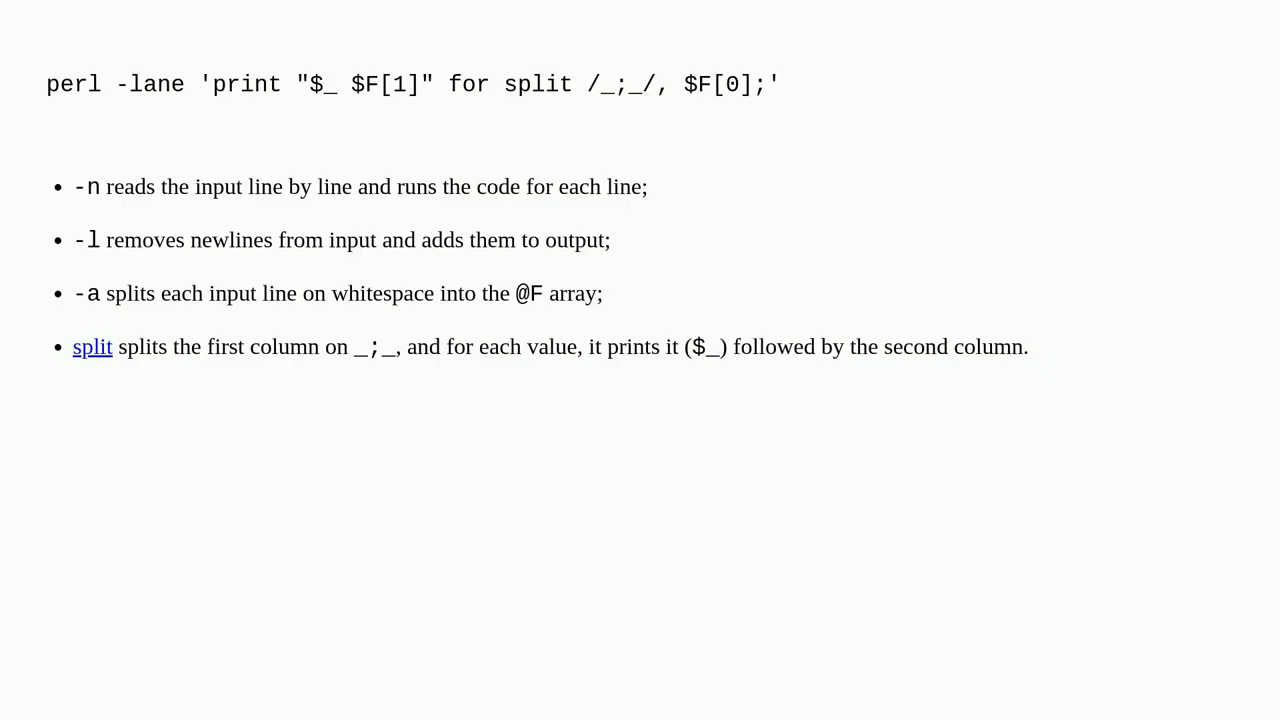 perl -lane 'print "$_ $F[1]" for split /_;_/, $F[0];'
• -n reads the input line by line and runs the code for each line;
• -l removes newlines from input and adds them to output;
• -a splits each input line on whitespace into the @F array;
• split splits the first column on _;_, and for each value, it prints it ($_) followed by the second column.